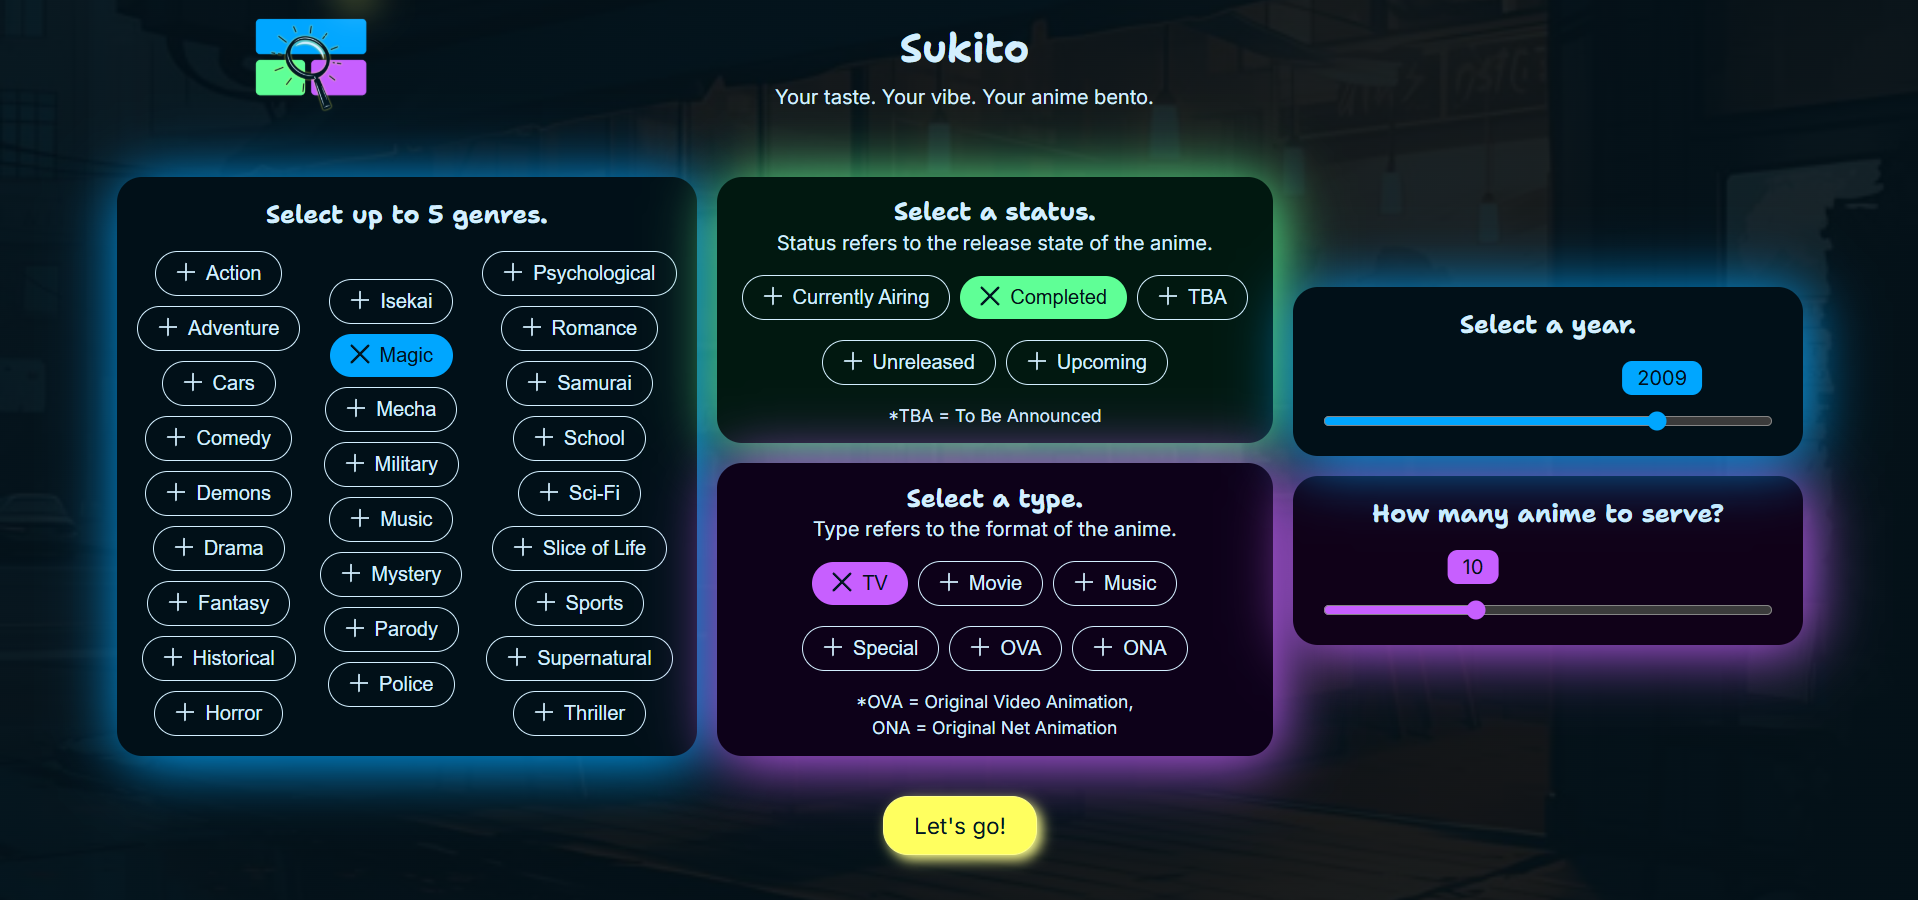 Sukito
Your taste. Your vibe. Your anime bento.
Select up to 5 genres.
Action
Adventure
Cars
Comedy
Demons
Drama
Fantasy
Historical
Horror
Isekai
Magic
Mecha
Military
Music
Mystery
Parody
Police
Psychological
Romance
Samurai
School
Sci-Fi
Slice of Life
Sports
Supernatural
Thriller
Select a status.
Status refers to the release state of the anime.
Currently Airing
Completed
TBA
Unreleased
Upcoming
*TBA = To Be Announced
Select a type.
Type refers to the format of the anime.
TV
Movie
Music
Special
OVA
ONA
*OVA = Original Video Animation,
ONA = Original Net Animation
Select a year.
2009
How many anime to serve?
10
Let's go!